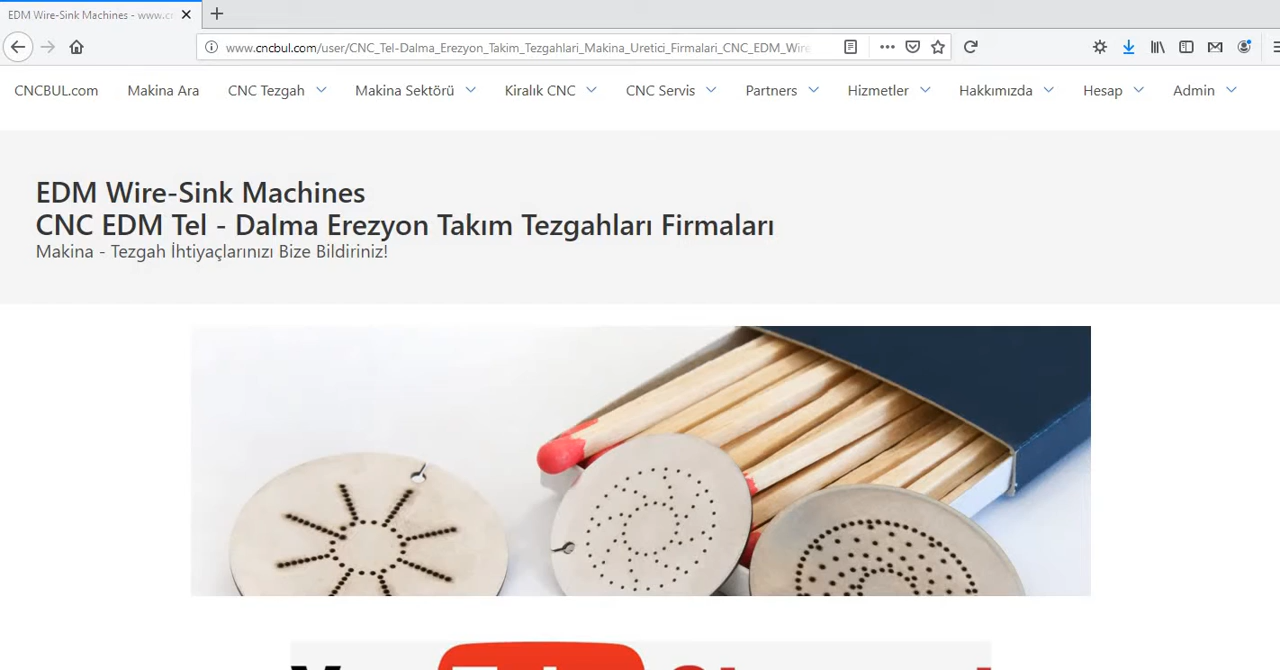 EDM Wire-Sink Machines - www.cn
www.cncbul.com/user/CNC_Tel-Dalma_Erezyon_Takim_Tezgahlari_Makina_Uretici_Firmalari_CNC_EDM_Wire
CNCBUL.com Makina Ara CNC Tezgah Makina Sektörü Kiralık CNC CNC Servis Partners Hizmetler Hakkımızda Hesap Admin
EDM Wire-Sink Machines
CNC EDM Tel - Dalma Erezyon Takım Tezgahları Firmaları
Makina - Tezgah İhtiyaçlarınızı Bize Bildiriniz!